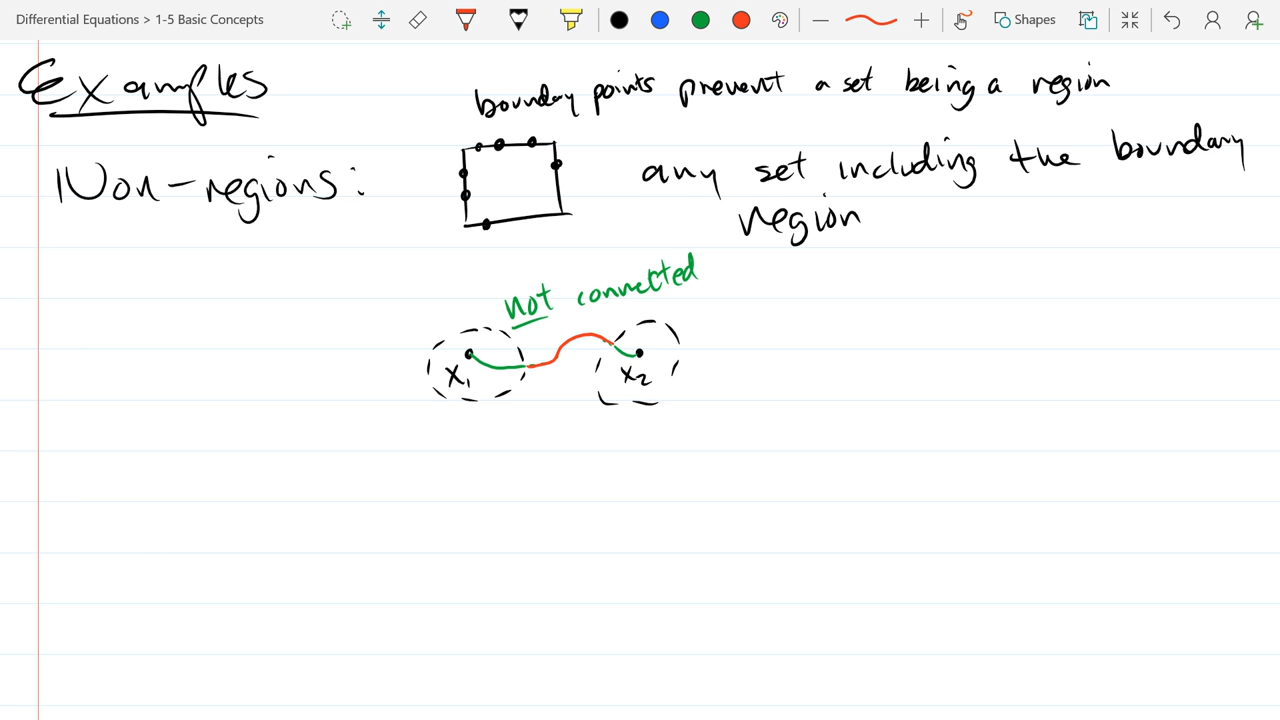 Differential Equations > 1-5 Basic Concepts
Shapes
Examples
boundary points prevent a set being a region
Non-regions:
any set including the boundary
region
not connected
x₁
x₂